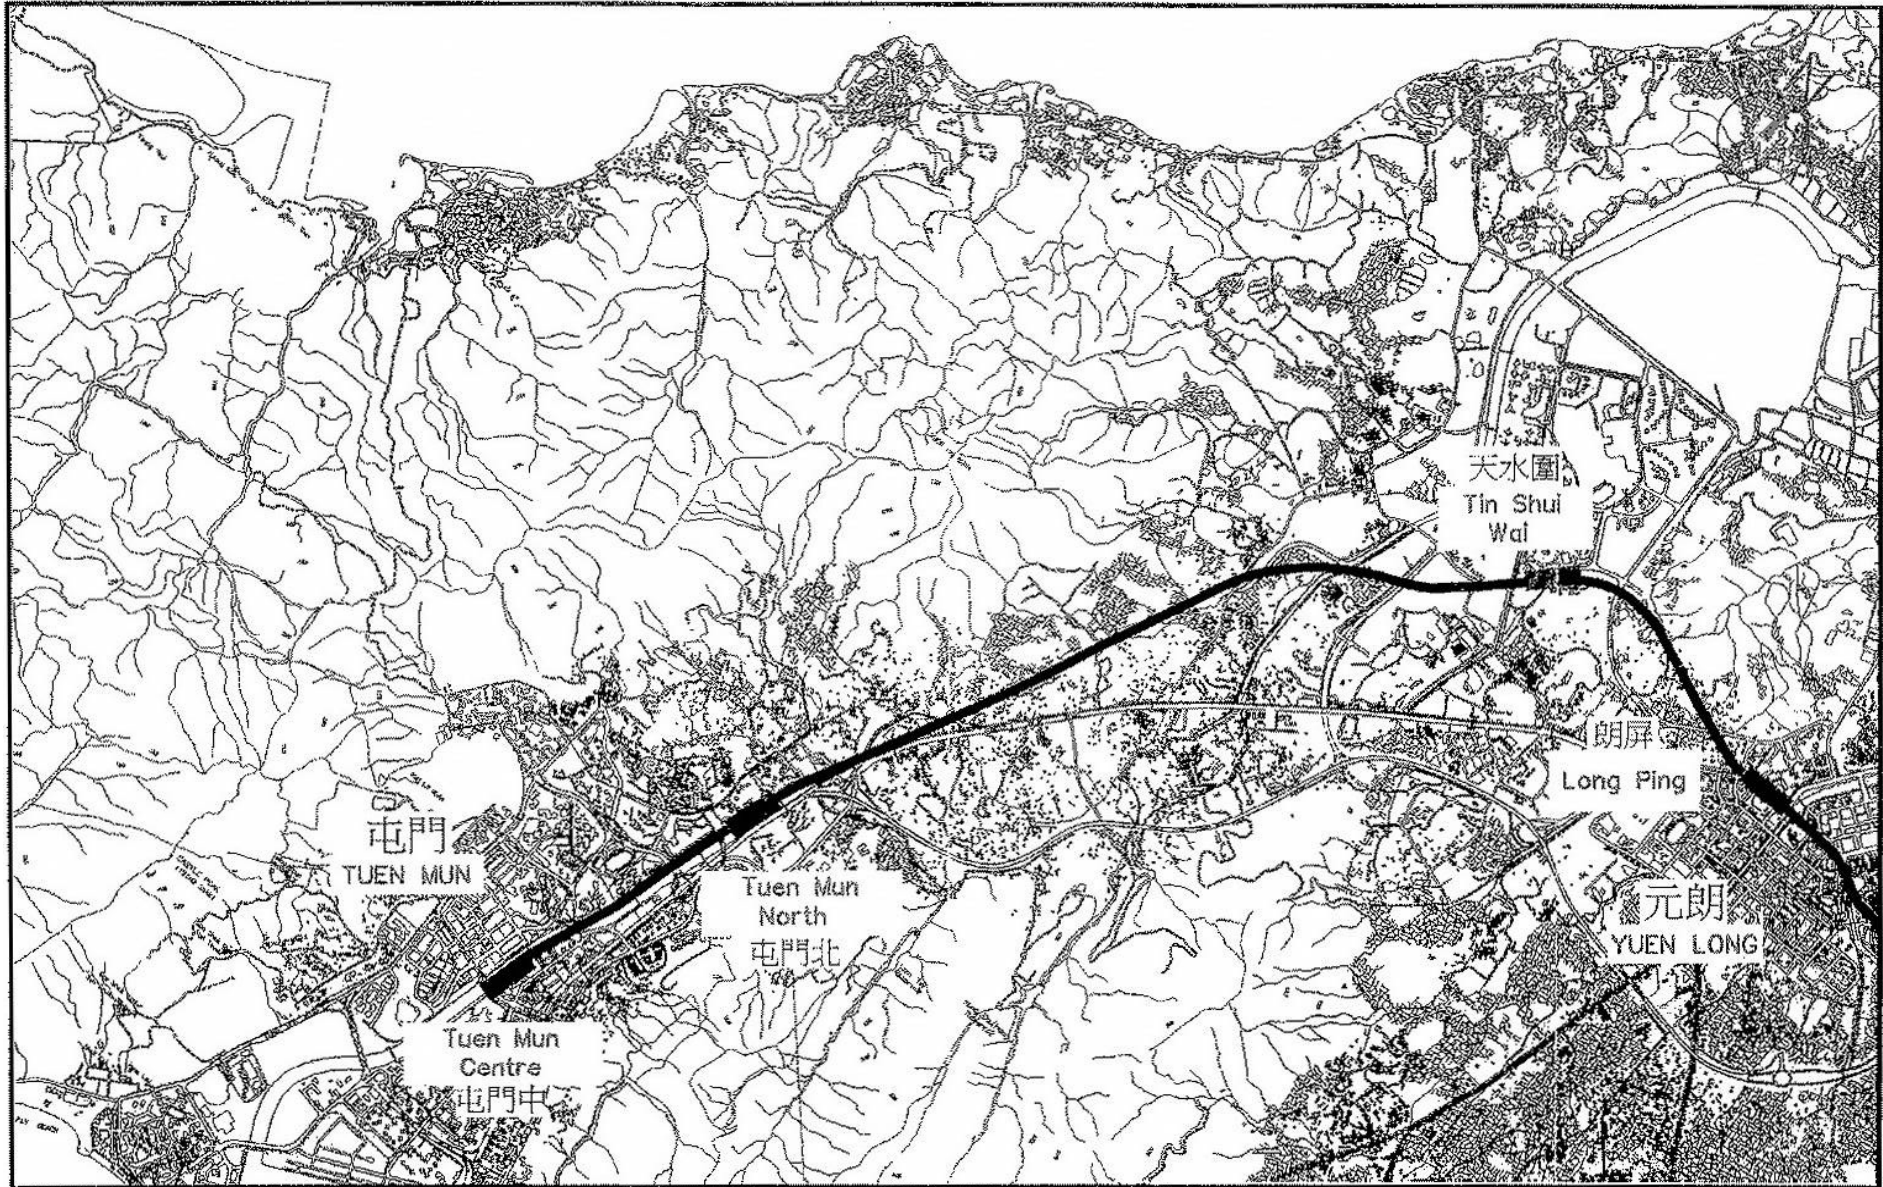 天水圍
Tin Shui
Wai
朗屏
Long Ping
屯門
TUEN MUN
Tuen Mun
North
屯門北
元朗
YUEN LONG
Tuen Mun
Centre
屯門中